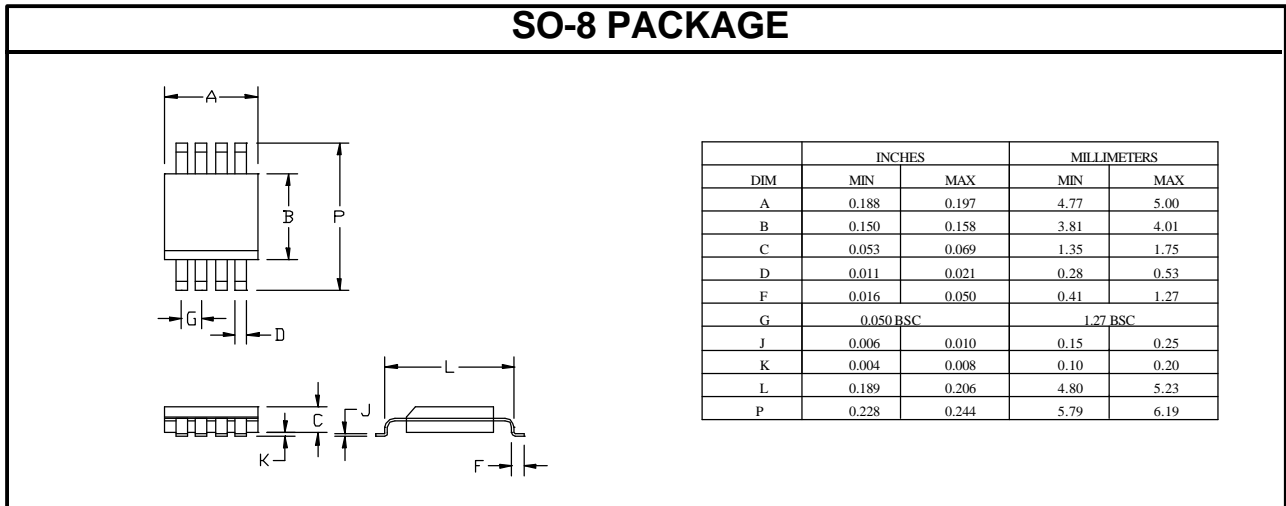 SO-8 PACKAGE
A
B
P
G
D
L
J
C
K
F
INCHES MILLIMETERS
DIM MIN MAX MIN MAX
A 0.188 0.197 4.77 5.00
B 0.150 0.158 3.81 4.01
C 0.053 0.069 1.35 1.75
D 0.011 0.021 0.28 0.53
F 0.016 0.050 0.41 1.27
G 0.050 BSC 1.27 BSC
J 0.006 0.010 0.15 0.25
K 0.004 0.008 0.10 0.20
L 0.189 0.206 4.80 5.23
P 0.228 0.244 5.79 6.19